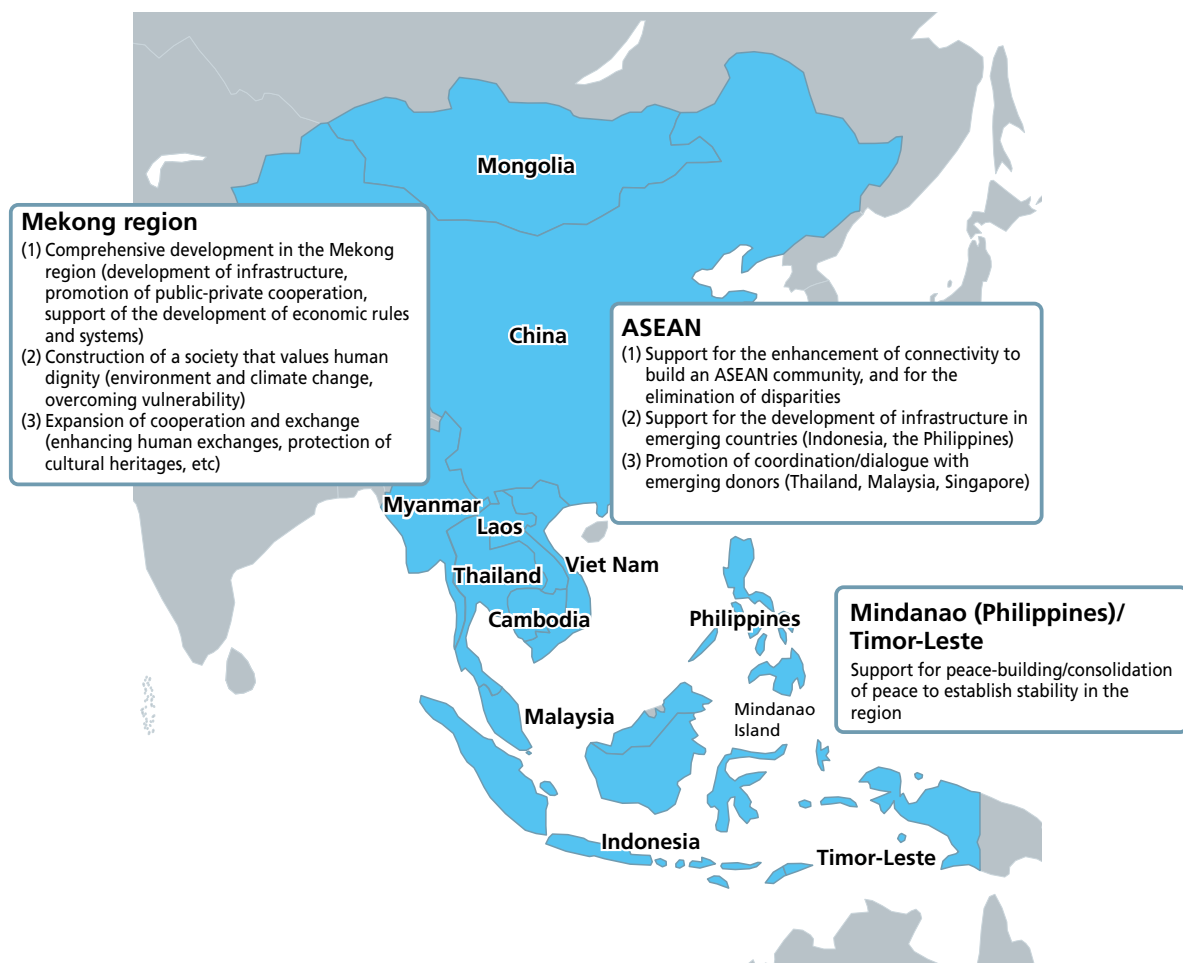 Mongolia
Mekong region
(1) Comprehensive development in the Mekong
region (development of infrastructure,
promotion of public-private cooperation,
support of the development of economic rules
and systems)
(2) Construction of a society that values human
dignity (environment and climate change,
overcoming vulnerability)
(3) Expansion of cooperation and exchange
(enhancing human exchanges, protection of
cultural heritages, etc)
China
ASEAN
(1) Support for the enhancement of connectivity to
build an ASEAN community, and for the
elimination of disparities
(2) Support for the development of infrastructure in
emerging countries (Indonesia, the Philippines)
(3) Promotion of coordination/dialogue with
emerging donors (Thailand, Malaysia, Singapore)
Myanmar
Laos
Viet Nam
Thailand
Cambodia
Philippines
Mindanao (Philippines)/
Timor-Leste
Support for peace-building/consolidation
of peace to establish stability in the
region
Malaysia
Mindanao
Island
Indonesia
Timor-Leste